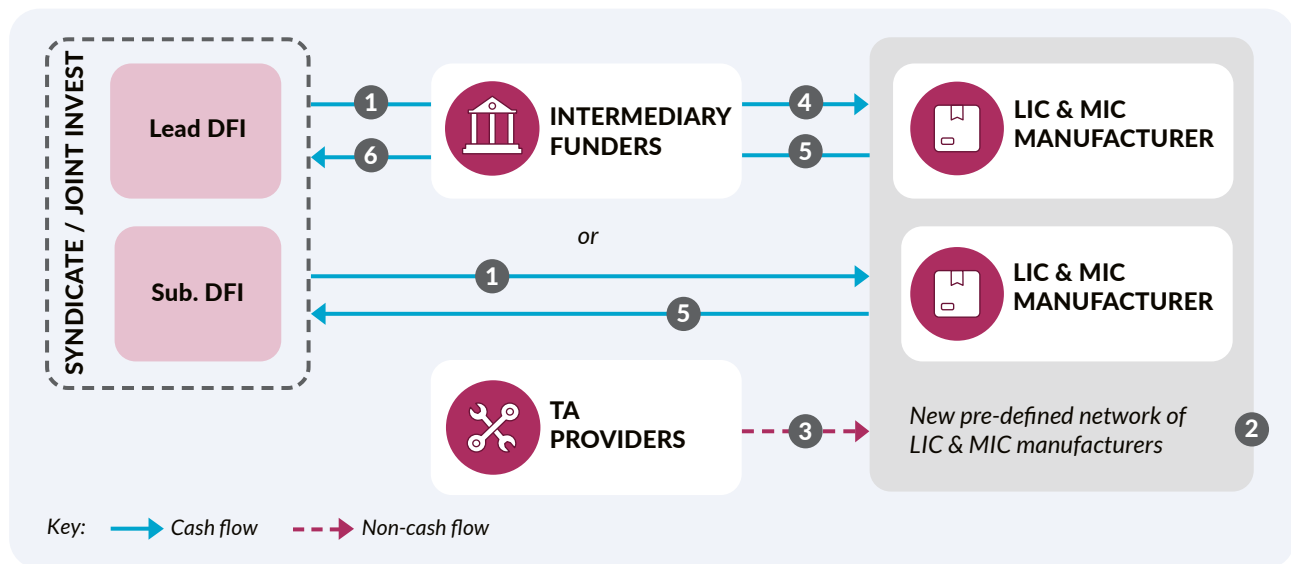 SYNDICATE / JOINT INVEST
Lead DFI
1
6
INTERMEDIARY
FUNDERS
4
5
LIC & MIC
MANUFACTURER
or
Sub. DFI
1
5
LIC & MIC
MANUFACTURER
TA
PROVIDERS
3
New pre-defined network of
LIC & MIC manufacturers
2
Key:
Cash flow
Non-cash flow